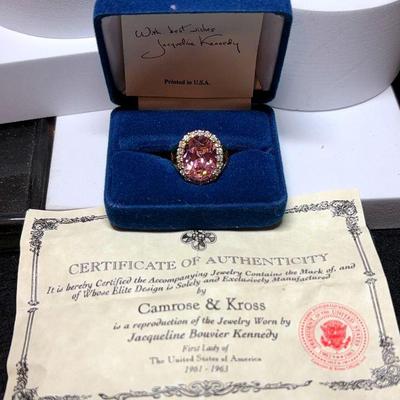 With best wishes
Jacqueline Kennedy
Printed in U.S.A.
CERTIFICATE OF AUTHENTICITY
It is hereby Certified the Accompanying Jewelry Contains the Mark of, and
of Whose Elite Design is Solely and Exclusively Manufactured
by
Camrose & Kross
is a reproduction of the Jewelry Worn by
Jacqueline Bouvier Kennedy
First Lady of
The United States of America
1961 - 1963